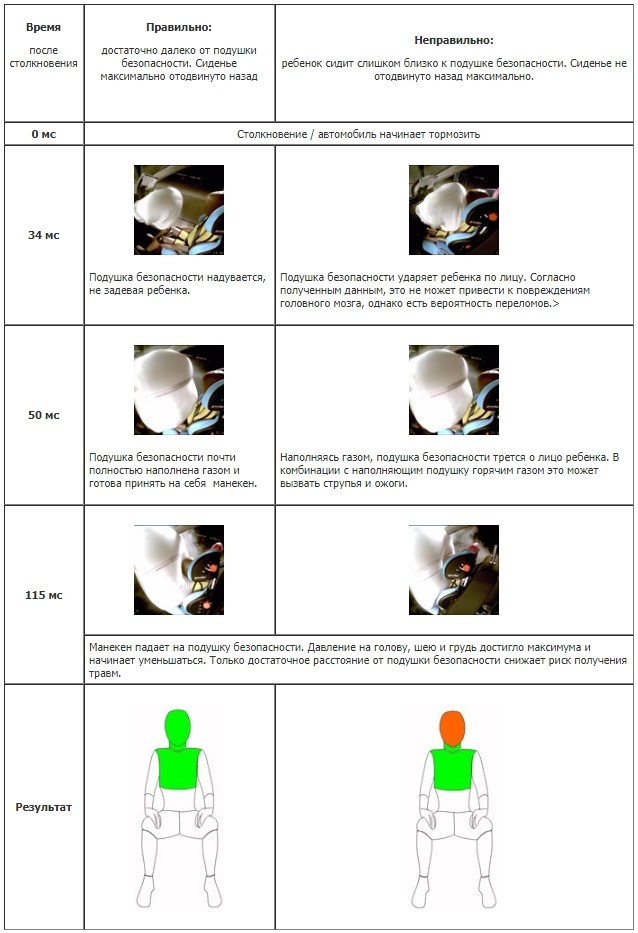 Время
после
столкновения
Правильно:
достаточно далеко от подушки
безопасности. Сиденье
максимально отодвинуто назад
Неправильно:
ребенок сидит слишком близко к подушке безопасности. Сиденье не
отодвинуто назад максимально.
0 мс
Столкновение / автомобиль начинает тормозить
34 мс
Подушка безопасности надувается,
не задевая ребенка.
Подушка безопасности ударяет ребенка по лицу. Согласно
полученным данным, это не может привести к повреждениям
головного мозга, однако есть вероятность переломов.>
50 мс
Подушка безопасности почти
полностью наполнена газом и
готова принять на себя  манекен.
Наполняясь газом, подушка безопасности трется о лицо ребенка. В
комбинации с наполняющим подушку горячим газом это может
вызвать струпья и ожоги.
115 мс
Манекен падает на подушку безопасности. Давление на голову, шею и грудь достигло максимума и
начинает уменьшаться. Только достаточное расстояние от подушки безопасности снижает риск получения
травм.
Результат